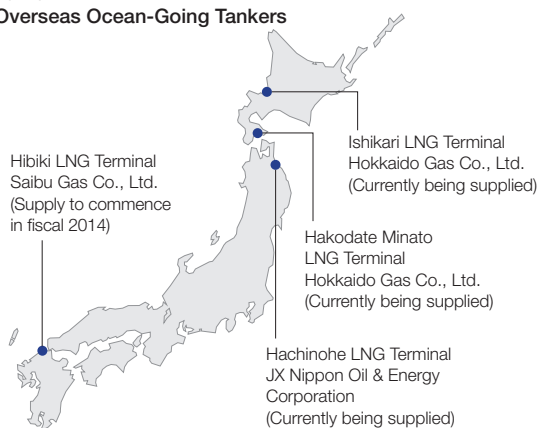 Overseas Ocean-Going Tankers
Ishikari LNG Terminal
Hokkaido Gas Co., Ltd.
(Currently being supplied)
Hibiki LNG Terminal
Saibu Gas Co., Ltd.
(Supply to commence
in fiscal 2014)
Hakodate Minato
LNG Terminal
Hokkaido Gas Co., Ltd.
(Currently being supplied)
Hachinohe LNG Terminal
JX Nippon Oil & Energy
Corporation
(Currently being supplied)